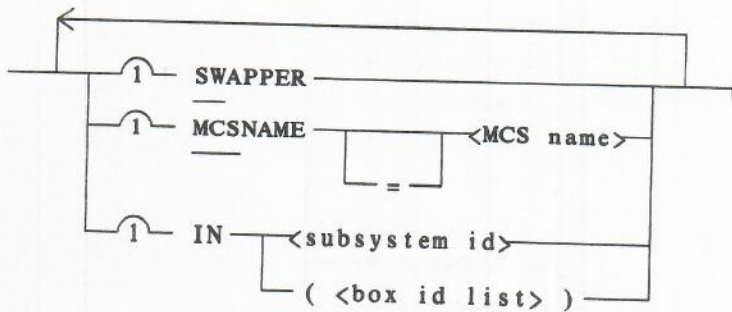 1 SWAPPER
1 MCSNAME <MCS name>
=
1 IN <subsystem id>
( <box id list> )